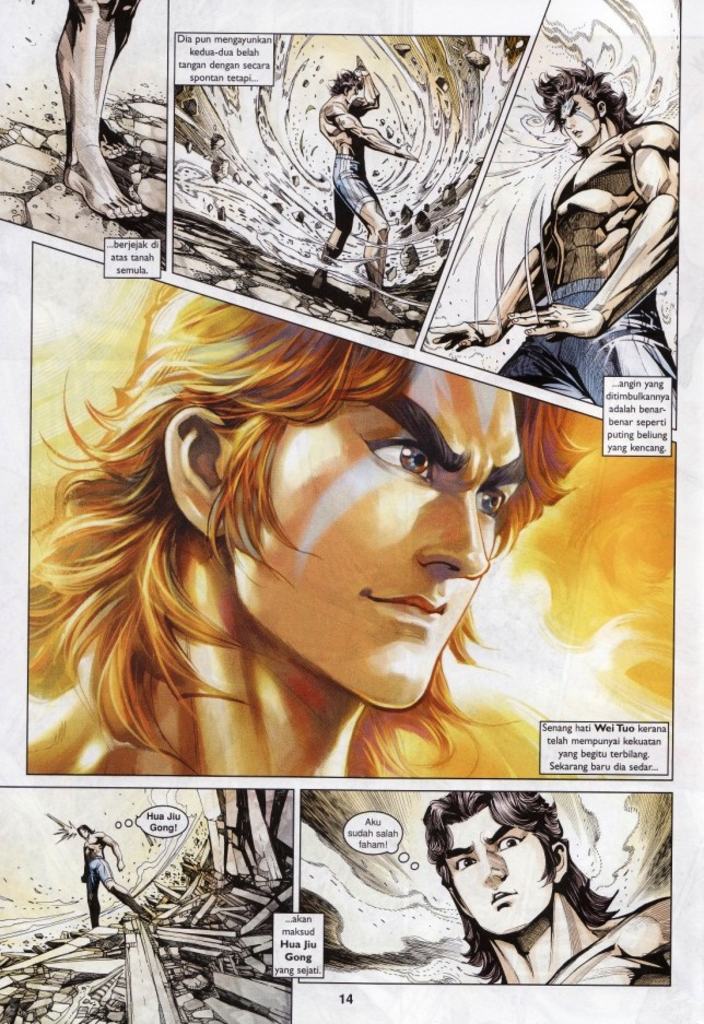 Dia pun mengayunkan
kedua-dua belah
tangan dengan secara
spontan tetapi...
...berjejak di
atas tanah
semula.
...angin yang
ditimbulkannya
adalah benar-
benar seperti
puting beliung
yang kencang.
Senang hati Wei Tuo kerana
telah mempunyai kekuatan
yang begitu terbilang.
Sekarang baru dia sedar...
Hua Jiu
Gong!
...akan
maksud
Hua Jiu
Gong
yang sejati.
Aku
sudah salah
faham!
14